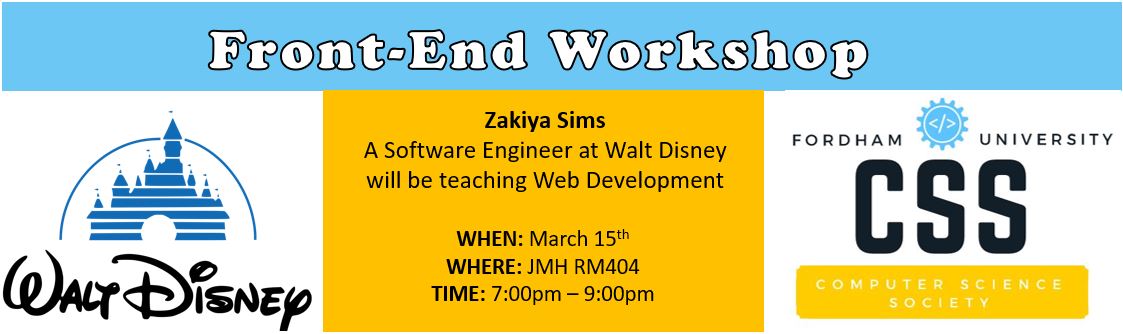 Front-End Workshop
WALT DISNEY
Zakiya Sims
A Software Engineer at Walt Disney
will be teaching Web Development
WHEN: March 15th
WHERE: JMH RM404
TIME: 7:00pm – 9:00pm
FORDHAM </> UNIVERSITY
CSS
COMPUTER SCIENCE
SOCIETY